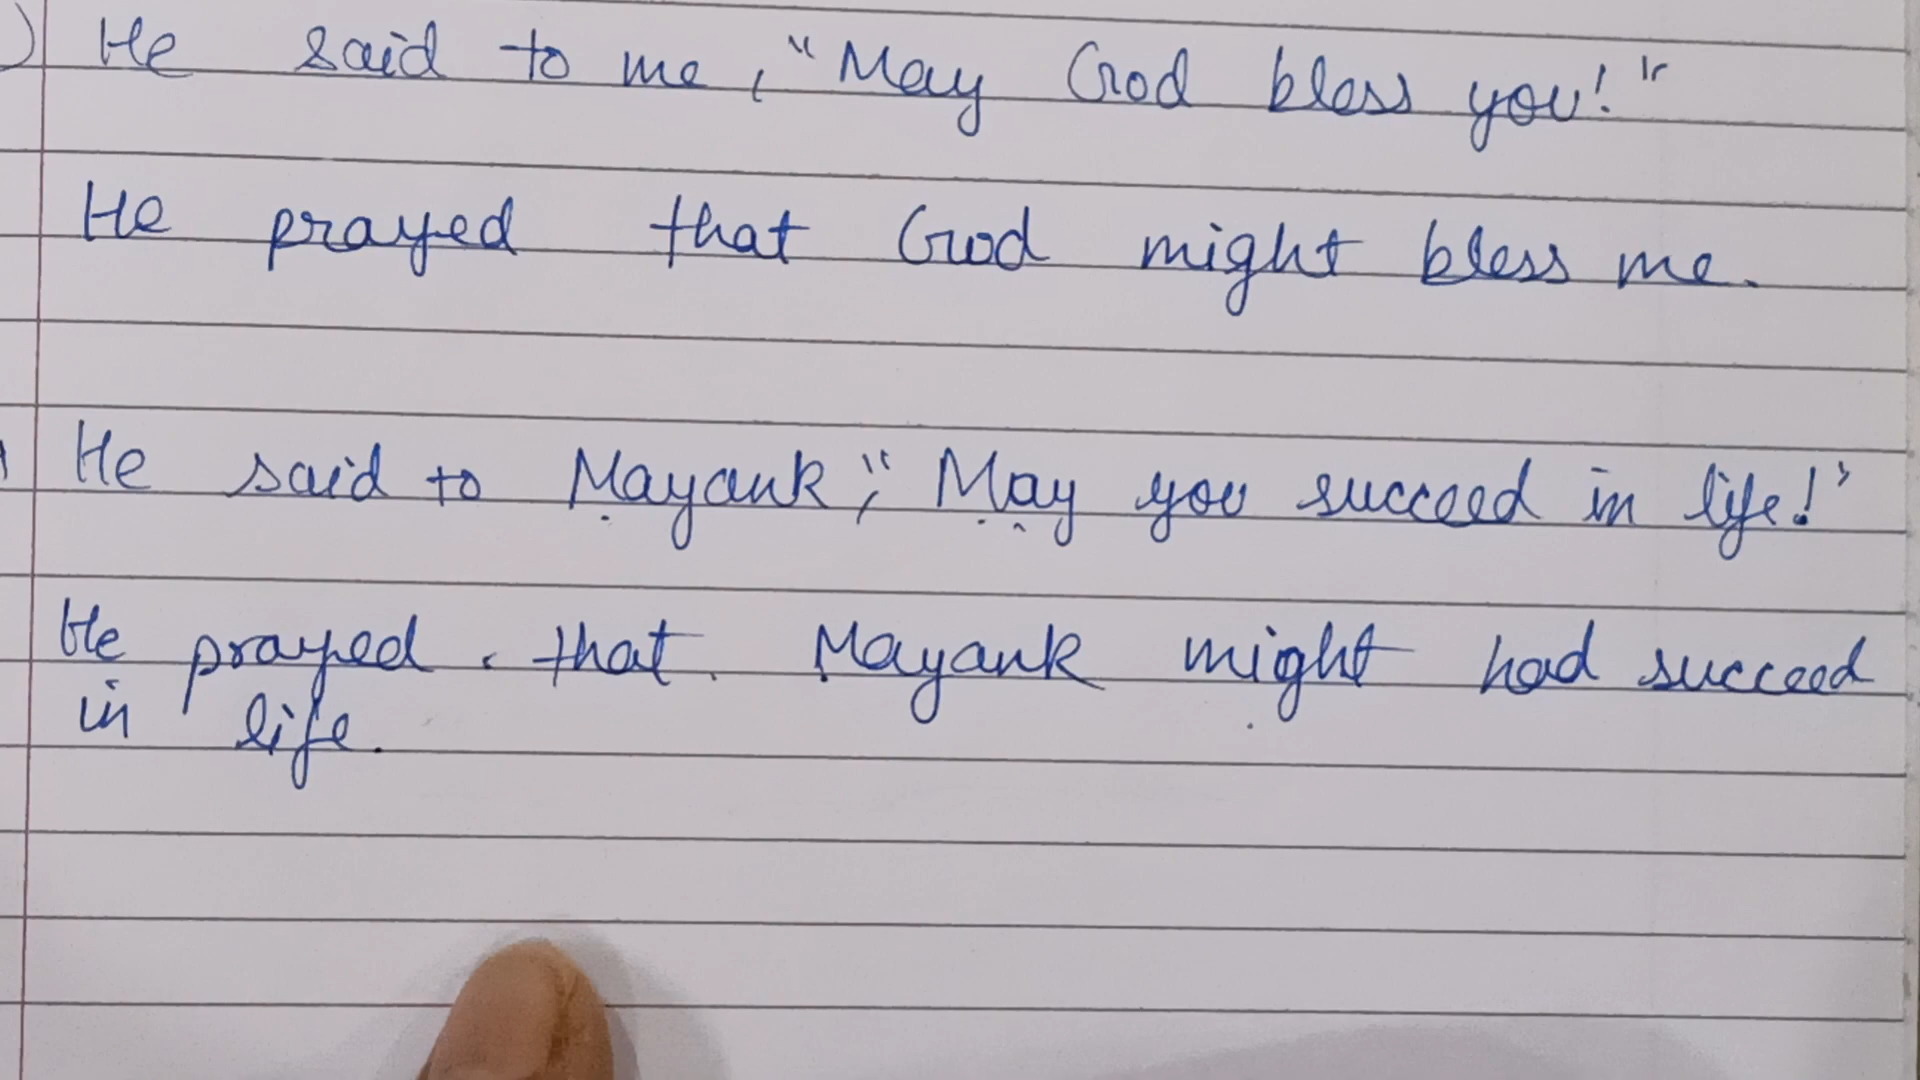 He said to me, "May God bless you!"
He prayed that God might bless me.
He said to Mayank, "May you succeed in life!"
He prayed that Mayank might had succeed
in life.